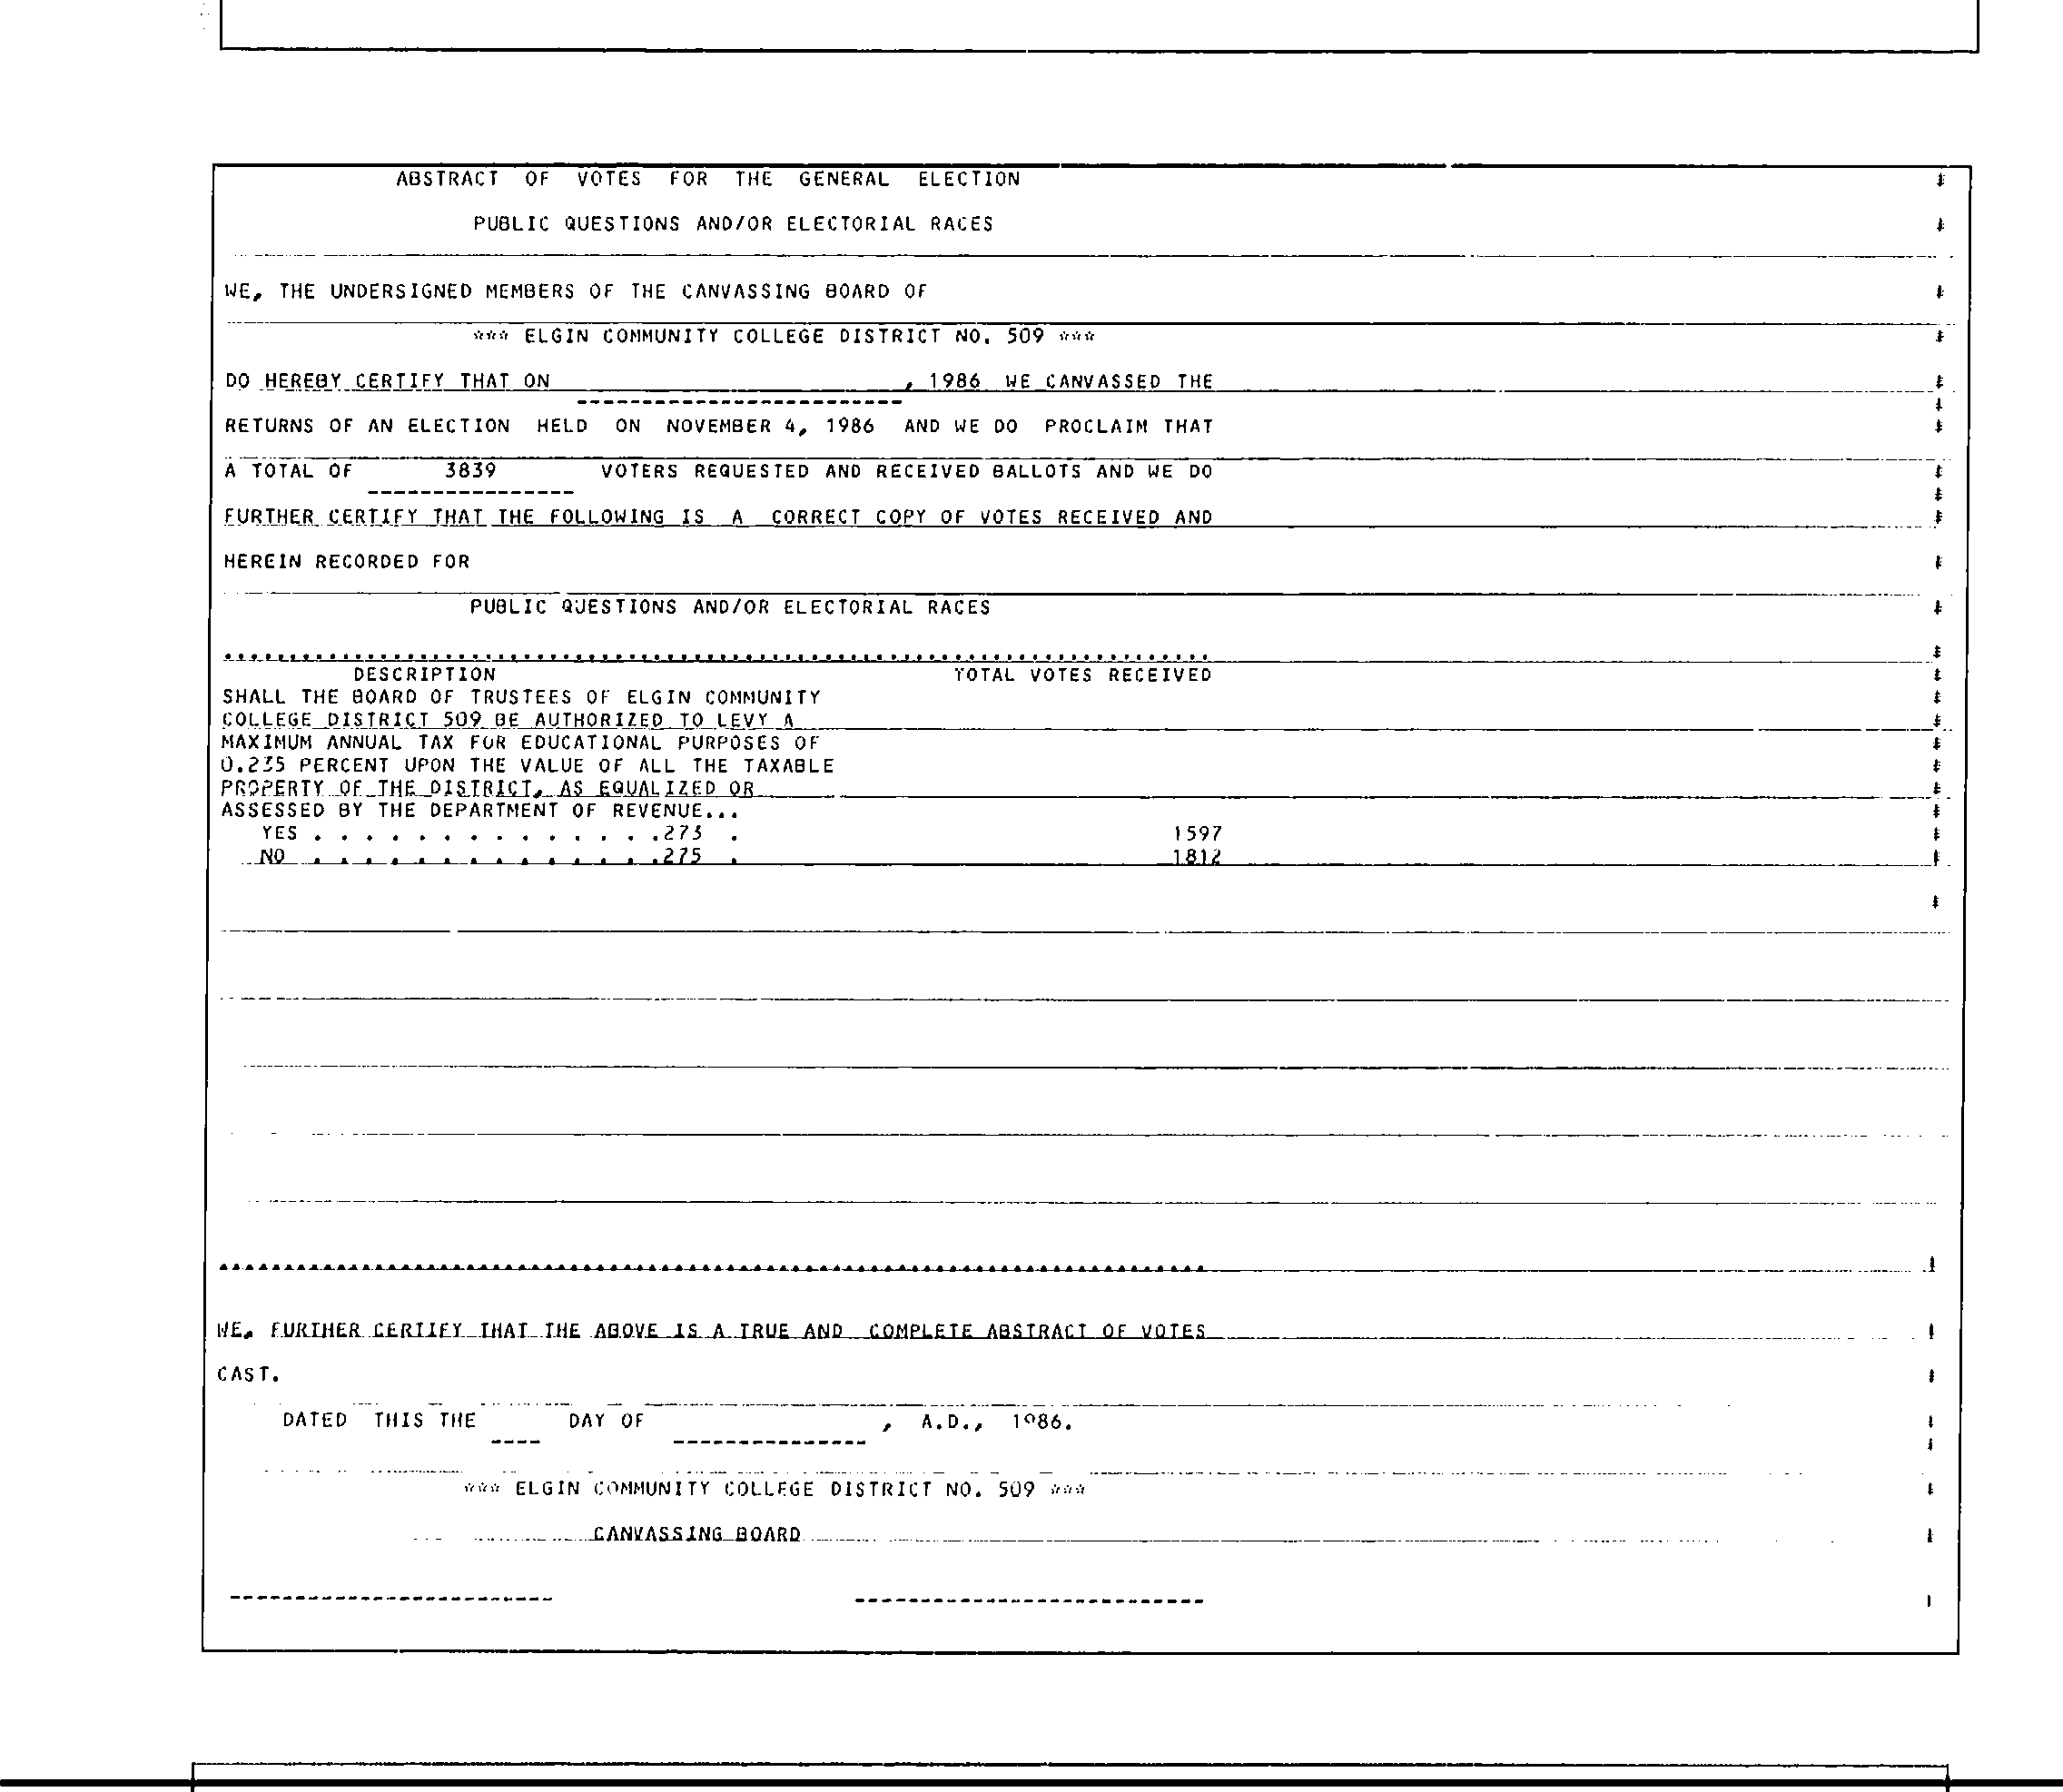 ABSTRACT OF VOTES FOR THE GENERAL ELECTION
PUBLIC QUESTIONS AND/OR ELECTORIAL RACES
WE, THE UNDERSIGNED MEMBERS OF THE CANVASSING BOARD OF
*** ELGIN COMMUNITY COLLEGE DISTRICT NO. 509 ***
DO HEREBY CERTIFY THAT ON , 1986 WE CANVASSED THE
RETURNS OF AN ELECTION HELD ON NOVEMBER 4, 1986 AND WE DO PROCLAIM THAT
A TOTAL OF 3839 VOTERS REQUESTED AND RECEIVED BALLOTS AND WE DO
FURTHER CERTIFY THAT THE FOLLOWING IS A CORRECT COPY OF VOTES RECEIVED AND
HEREIN RECORDED FOR
PUBLIC QUESTIONS AND/OR ELECTORIAL RACES
DESCRIPTION TOTAL VOTES RECEIVED
SHALL THE BOARD OF TRUSTEES OF ELGIN COMMUNITY
COLLEGE DISTRICT 509 BE AUTHORIZED TO LEVY A
MAXIMUM ANNUAL TAX FOR EDUCATIONAL PURPOSES OF
0.235 PERCENT UPON THE VALUE OF ALL THE TAXABLE
PROPERTY OF THE DISTRICT, AS EQUALIZED OR
ASSESSED BY THE DEPARTMENT OF REVENUE...
YES . . . . . . . . . . . . . .273 . 1597
NO . . . . . . . . . . . . . .275 . 1812
WE, FURTHER CERTIFY THAT THE ABOVE IS A TRUE AND COMPLETE ABSTRACT OF VOTES
CAST.
DATED THIS THE DAY OF , A.D., 1986.
*** ELGIN COMMUNITY COLLEGE DISTRICT NO. 509 ***
CANVASSING BOARD